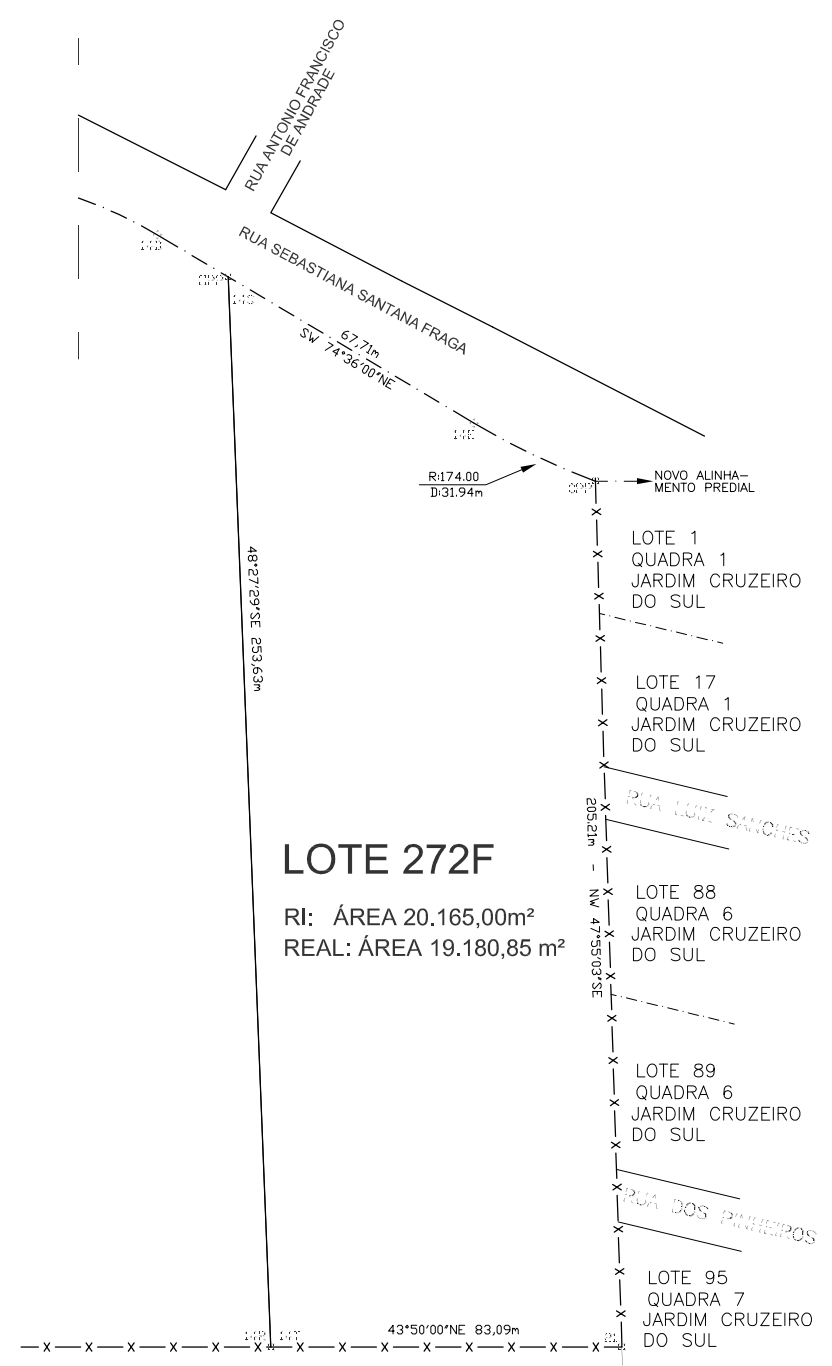 RUA ANTONIO FRANCISCO
DE ANDRADE
RUA SEBASTIANA SANTANA FRAGA
67,71m
SW 74°36'00"NE
R:174.00
D:31.94m
NOVO ALINHA-
MENTO PREDIAL
LOTE 1
QUADRA 1
JARDIM CRUZEIRO
DO SUL
48°27'29"SE 253,63m
LOTE 17
QUADRA 1
JARDIM CRUZEIRO
DO SUL
RUA LUIZ SANCHES
205.21m - NW 47°55'03"SE
LOTE 272F
RI: ÁREA 20.165,00m²
REAL: ÁREA 19.180,85 m²
LOTE 88
QUADRA 6
JARDIM CRUZEIRO
DO SUL
LOTE 89
QUADRA 6
JARDIM CRUZEIRO
DO SUL
RUA DOS PINHEIROS
LOTE 95
QUADRA 7
JARDIM CRUZEIRO
DO SUL
43°50'00"NE 83,09m